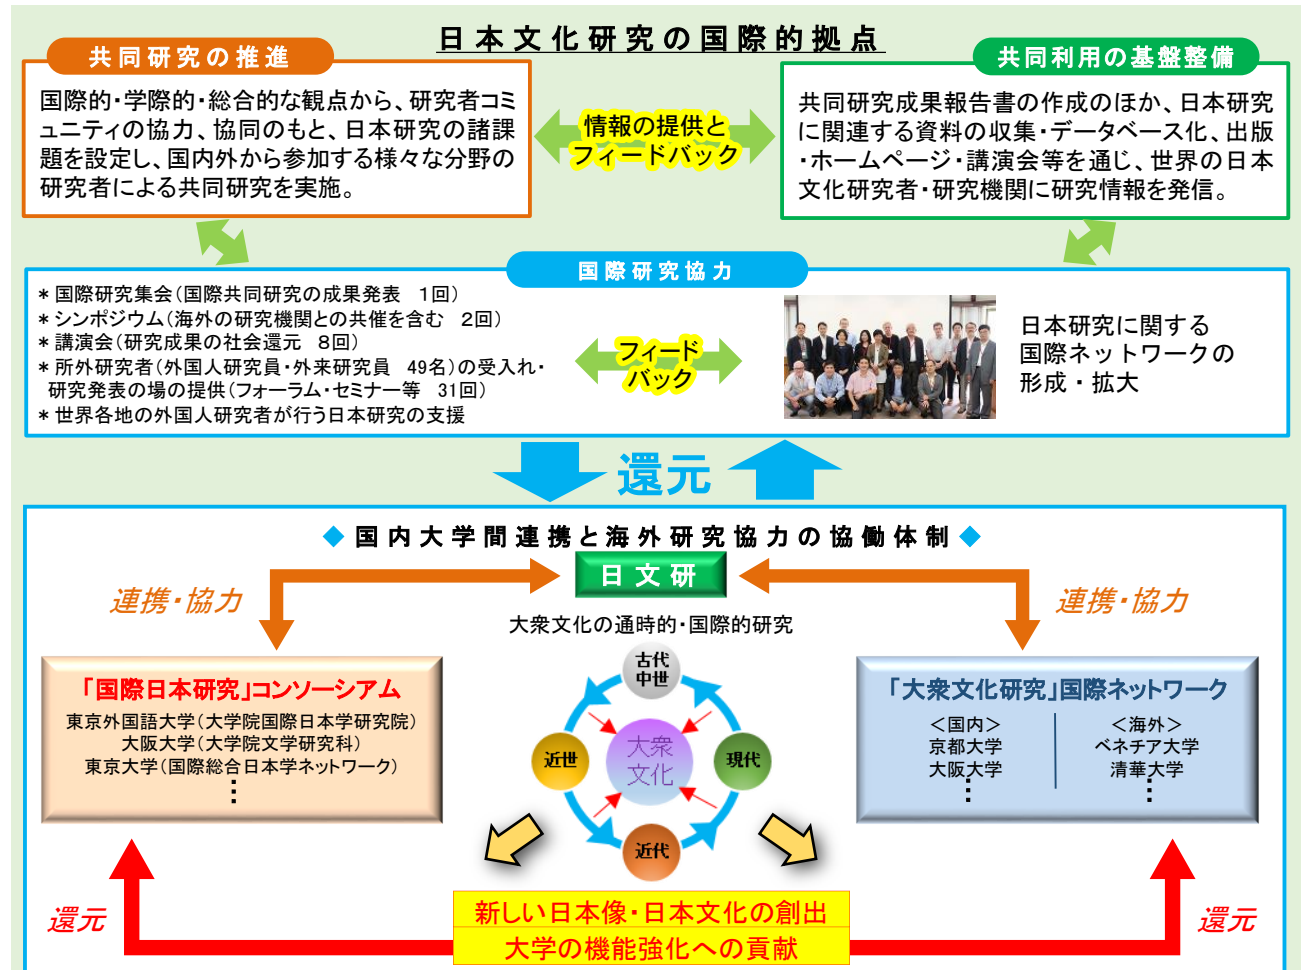 日本文化研究の国際的拠点
共同研究の推進
国際的・学際的・総合的な観点から、研究者コミ
ュニティの協力、協同のもと、日本研究の諸課
題を設定し、国内外から参加する様々な分野の
研究者による共同研究を実施。
情報の提供と
フィードバック
共同利用の基盤整備
共同研究成果報告書の作成のほか、日本研究
に関連する資料の収集・データベース化、出版
・ホームページ・講演会等を通じ、世界の日本
文化研究者・研究機関に研究情報を発信。
国際研究協力
＊国際研究集会（国際共同研究の成果発表　1回）
＊シンポジウム（海外の研究機関との共催を含む　2回）
＊講演会（研究成果の社会還元　8回）
＊所外研究者（外国人研究員・外来研究員　49名）の受入れ・
研究発表の場の提供（フォーラム・セミナー等　31回）
＊世界各地の外国人研究者が行う日本研究の支援
フィード
バック
日本研究に関する
国際ネットワークの
形成・拡大
還元
◆国内大学間連携と海外研究協力の協働体制◆
日文研
連携・協力
連携・協力
大衆文化の通時的・国際的研究
「国際日本研究」コンソーシアム
東京外国語大学（大学院国際日本学研究院）
大阪大学（大学院文学研究科）
東京大学（国際総合日本学ネットワーク）
⋮
古代
中世
近世
大衆
文化
現代
近代
「大衆文化研究」国際ネットワーク
＜国内＞
京都大学
大阪大学
⋮
＜海外＞
ベネチア大学
清華大学
⋮
還元
新しい日本像・日本文化の創出
大学の機能強化への貢献
還元